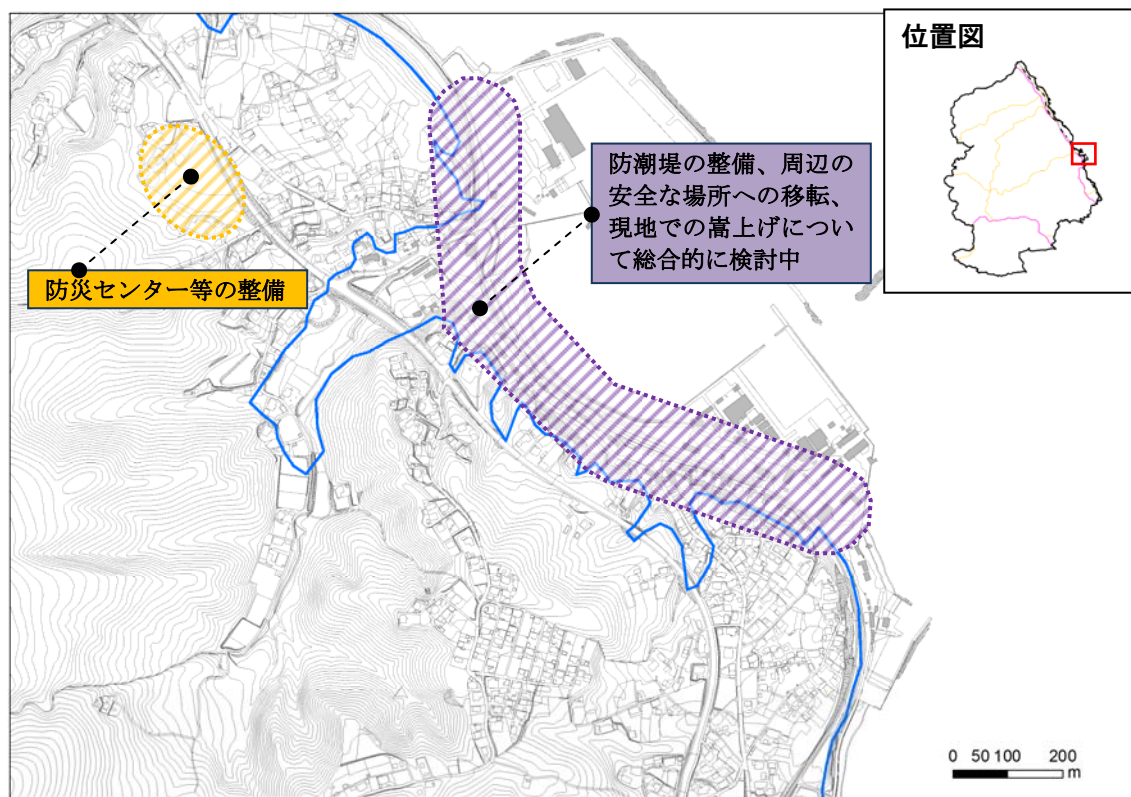 位置図
防潮堤の整備、周辺の
安全な場所への移転、
現地での嵩上げについ
て総合的に検討中
防災センター等の整備
0 50 100 200
m